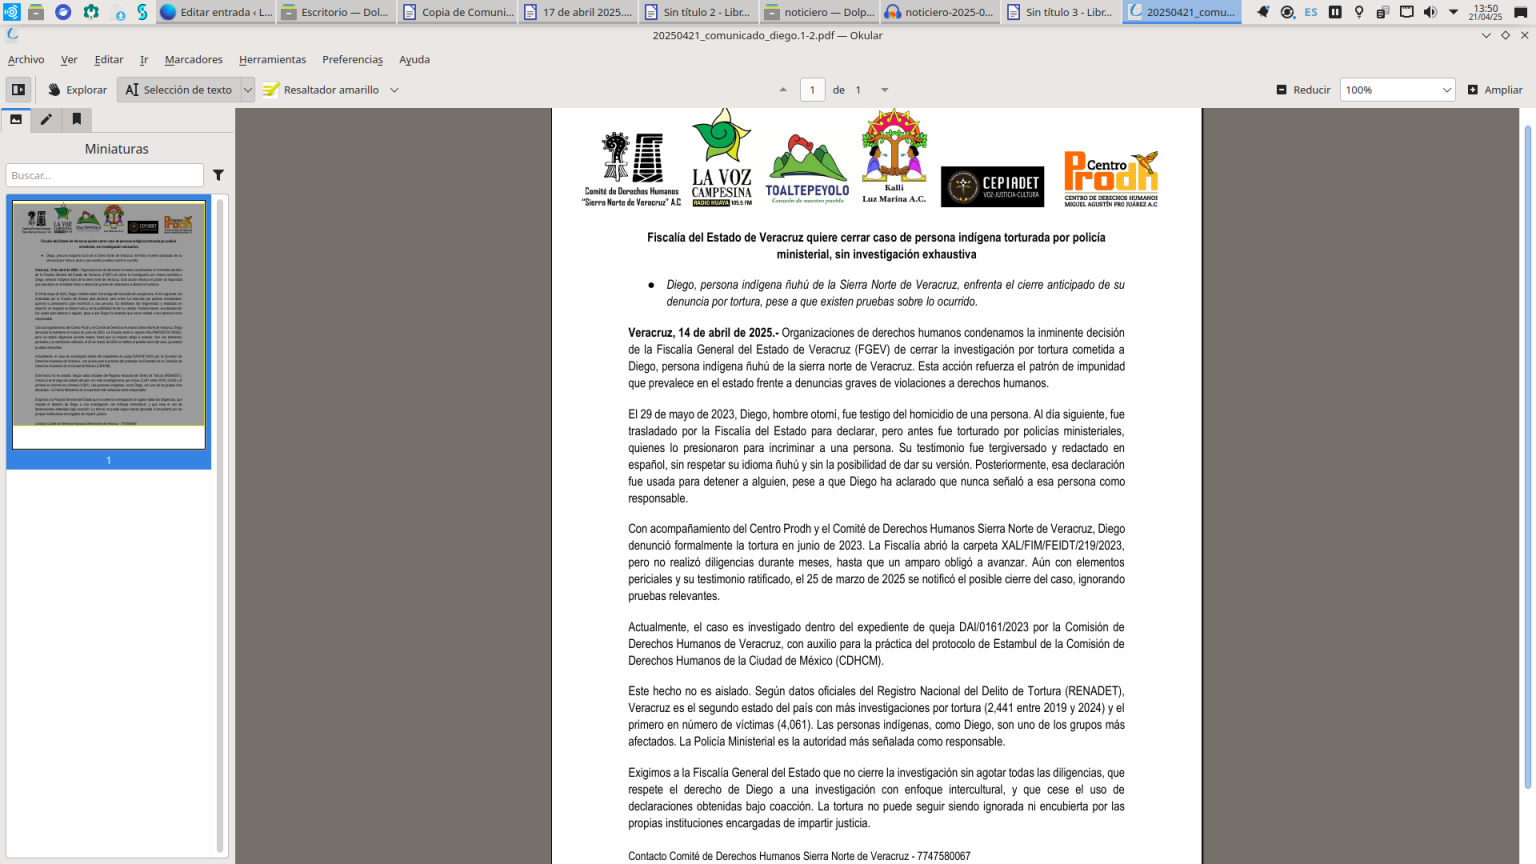 Editar entrada ‹ L...
Escritorio — Dol...
Copia de Comuni...
17 de abril 2025....
Sin título 2 - Libr...
noticiero — Dolp...
noticiero-2025-0...
Sin título 3 - Libr...
20250421_comu...
ES
13:50
21/04/25
20250421_comunicado_diego.1-2.pdf — Okular
Archivo
Ver
Editar
Ir
Marcadores
Herramientas
Preferencias
Ayuda
Explorar
Selección de texto
Resaltador amarillo
1
de
1
Reducir
100%
Ampliar
Miniaturas
Buscar...
1
Comité de Derechos Humanos
"Sierra Norte de Veracruz" A.C.
LA VOZ
CAMPESINA
RADIO HUAYA 105.5 FM
TOALTEPEYOLO
Corazón de nuestro pueblo
Kalli
Luz Marina A.C.
CEPIADET
VOZ·JUSTICIA·CULTURA
Centro
Prodh
CENTRO DE DERECHOS HUMANOS
MIGUEL AGUSTÍN PRO JUÁREZ A.C
Fiscalía del Estado de Veracruz quiere cerrar caso de persona indígena torturada por policía
ministerial, sin investigación exhaustiva
● Diego, persona indígena ñuhú de la Sierra Norte de Veracruz, enfrenta el cierre anticipado de su
denuncia por tortura, pese a que existen pruebas sobre lo ocurrido.
Veracruz, 14 de abril de 2025.- Organizaciones de derechos humanos condenamos la inminente decisión
de la Fiscalía General del Estado de Veracruz (FGEV) de cerrar la investigación por tortura cometida a
Diego, persona indígena ñuhú de la sierra norte de Veracruz. Esta acción refuerza el patrón de impunidad
que prevalece en el estado frente a denuncias graves de violaciones a derechos humanos.
El 29 de mayo de 2023, Diego, hombre otomí, fue testigo del homicidio de una persona. Al día siguiente, fue
trasladado por la Fiscalía del Estado para declarar, pero antes fue torturado por policías ministeriales,
quienes lo presionaron para incriminar a una persona. Su testimonio fue tergiversado y redactado en
español, sin respetar su idioma ñuhú y sin la posibilidad de dar su versión. Posteriormente, esa declaración
fue usada para detener a alguien, pese a que Diego ha aclarado que nunca señaló a esa persona como
responsable.
Con acompañamiento del Centro Prodh y el Comité de Derechos Humanos Sierra Norte de Veracruz, Diego
denunció formalmente la tortura en junio de 2023. La Fiscalía abrió la carpeta XAL/FIM/FEIDT/219/2023,
pero no realizó diligencias durante meses, hasta que un amparo obligó a avanzar. Aún con elementos
periciales y su testimonio ratificado, el 25 de marzo de 2025 se notificó el posible cierre del caso, ignorando
pruebas relevantes.
Actualmente, el caso es investigado dentro del expediente de queja DAI/0161/2023 por la Comisión de
Derechos Humanos de Veracruz, con auxilio para la práctica del protocolo de Estambul de la Comisión de
Derechos Humanos de la Ciudad de México (CDHCM).
Este hecho no es aislado. Según datos oficiales del Registro Nacional del Delito de Tortura (RENADET),
Veracruz es el segundo estado del país con más investigaciones por tortura (2,441 entre 2019 y 2024) y el
primero en número de víctimas (4,061). Las personas indígenas, como Diego, son uno de los grupos más
afectados. La Policía Ministerial es la autoridad más señalada como responsable.
Exigimos a la Fiscalía General del Estado que no cierre la investigación sin agotar todas las diligencias, que
respete el derecho de Diego a una investigación con enfoque intercultural, y que cese el uso de
declaraciones obtenidas bajo coacción. La tortura no puede seguir siendo ignorada ni encubierta por las
propias instituciones encargadas de impartir justicia.
Contacto Comité de Derechos Humanos Sierra Norte de Veracruz - 7747580067